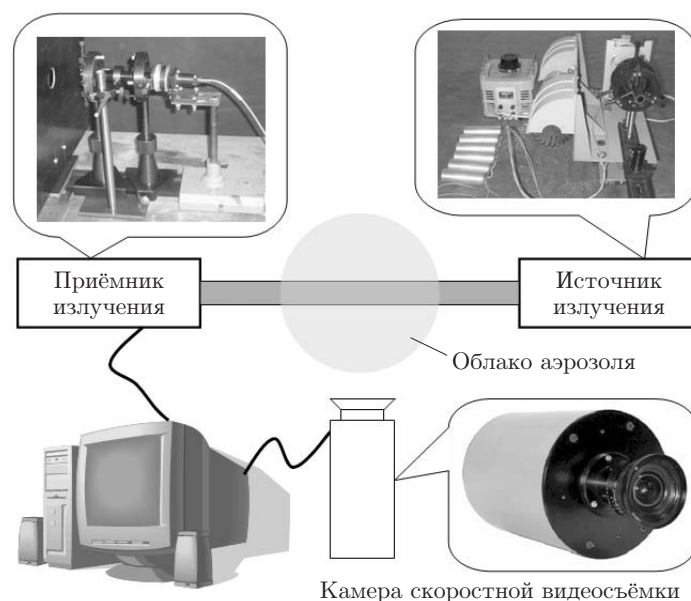 Приёмник
излучения
Источник
излучения
Облако аэрозоля
Камера скоростной видеосъёмки